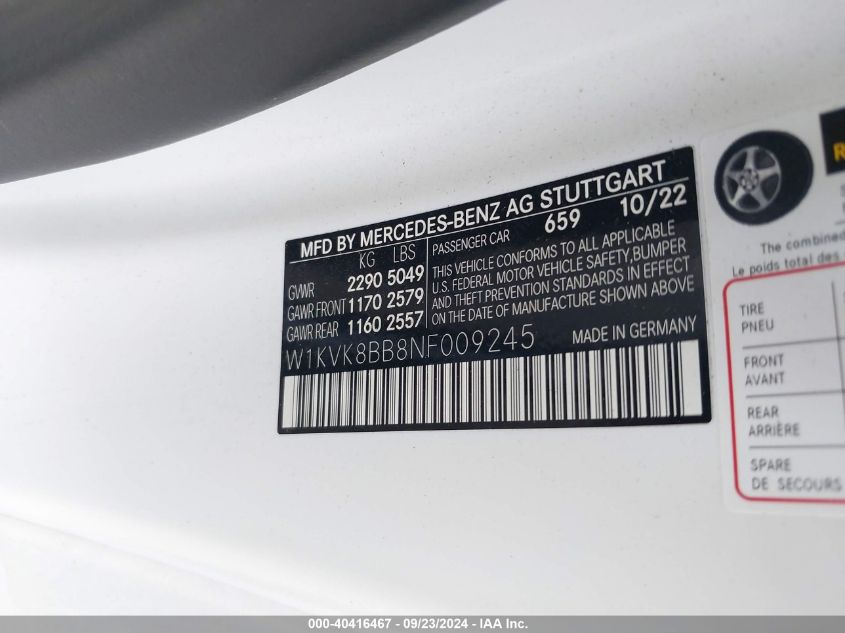 MFD BY MERCEDES-BENZ AG STUTTGART
KG LBS
GVWR 2290 5049
GAWR FRONT 1170 2579
GAWR REAR 1160 2557
PASSENGER CAR 659 10/22
THIS VEHICLE CONFORMS TO ALL APPLICABLE
U.S. FEDERAL MOTOR VEHICLE SAFETY,BUMPER
AND THEFT PREVENTION STANDARDS IN EFFECT
ON THE DATE OF MANUFACTURE SHOWN ABOVE
W1KVK8BB8NF009245
MADE IN GERMANY
The combined
Le poids total des
TIRE
PNEU
FRONT
AVANT
REAR
ARRIÈRE
SPARE
DE SECOURS
000-40416467 - 09/23/2024 - IAA Inc.